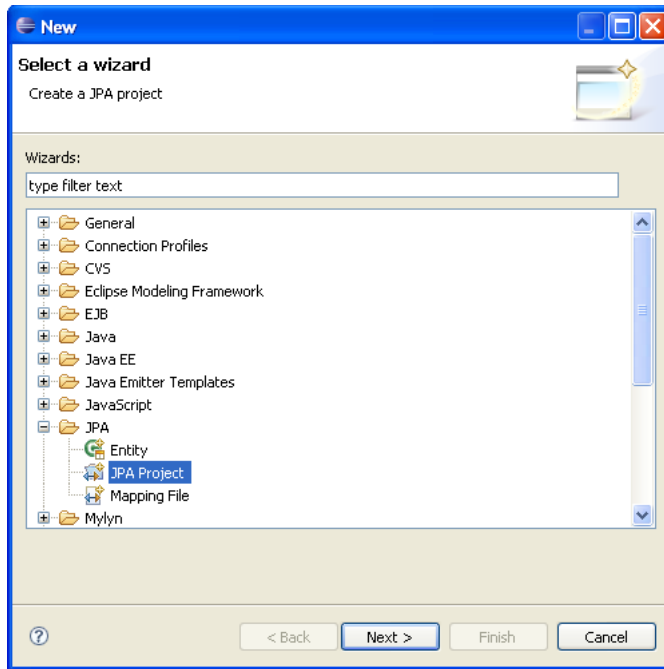 New
Select a wizard
Create a JPA project
Wizards:
type filter text
General
Connection Profiles
CVS
Eclipse Modeling Framework
EJB
Java
Java EE
Java Emitter Templates
JavaScript
JPA
Entity
JPA Project
Mapping File
Mylyn
? < Back Next > Finish Cancel